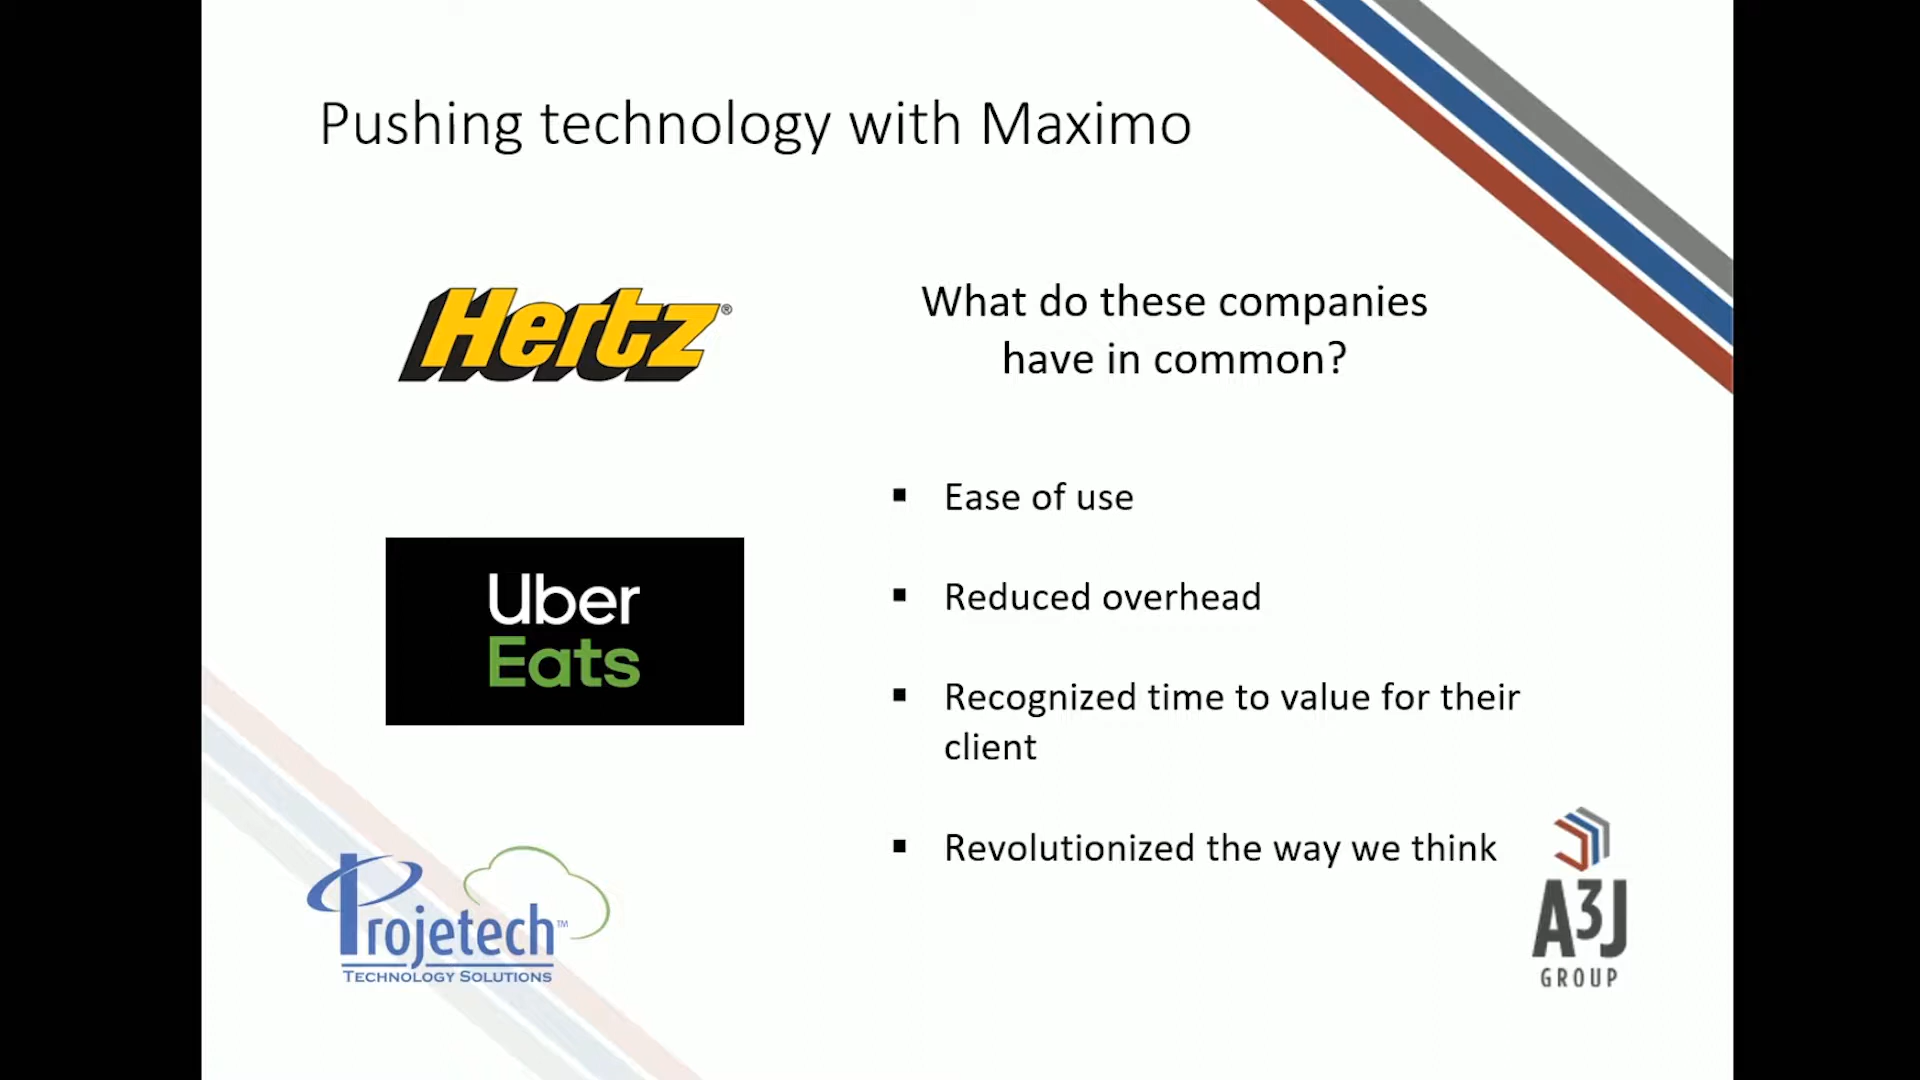 Pushing technology with Maximo
Hertz®
What do these companies
have in common?
▪ Ease of use
Uber
Eats
▪ Reduced overhead
▪ Recognized time to value for their
client
▪ Revolutionized the way we think
Projetech™
TECHNOLOGY SOLUTIONS
A3J
GROUP